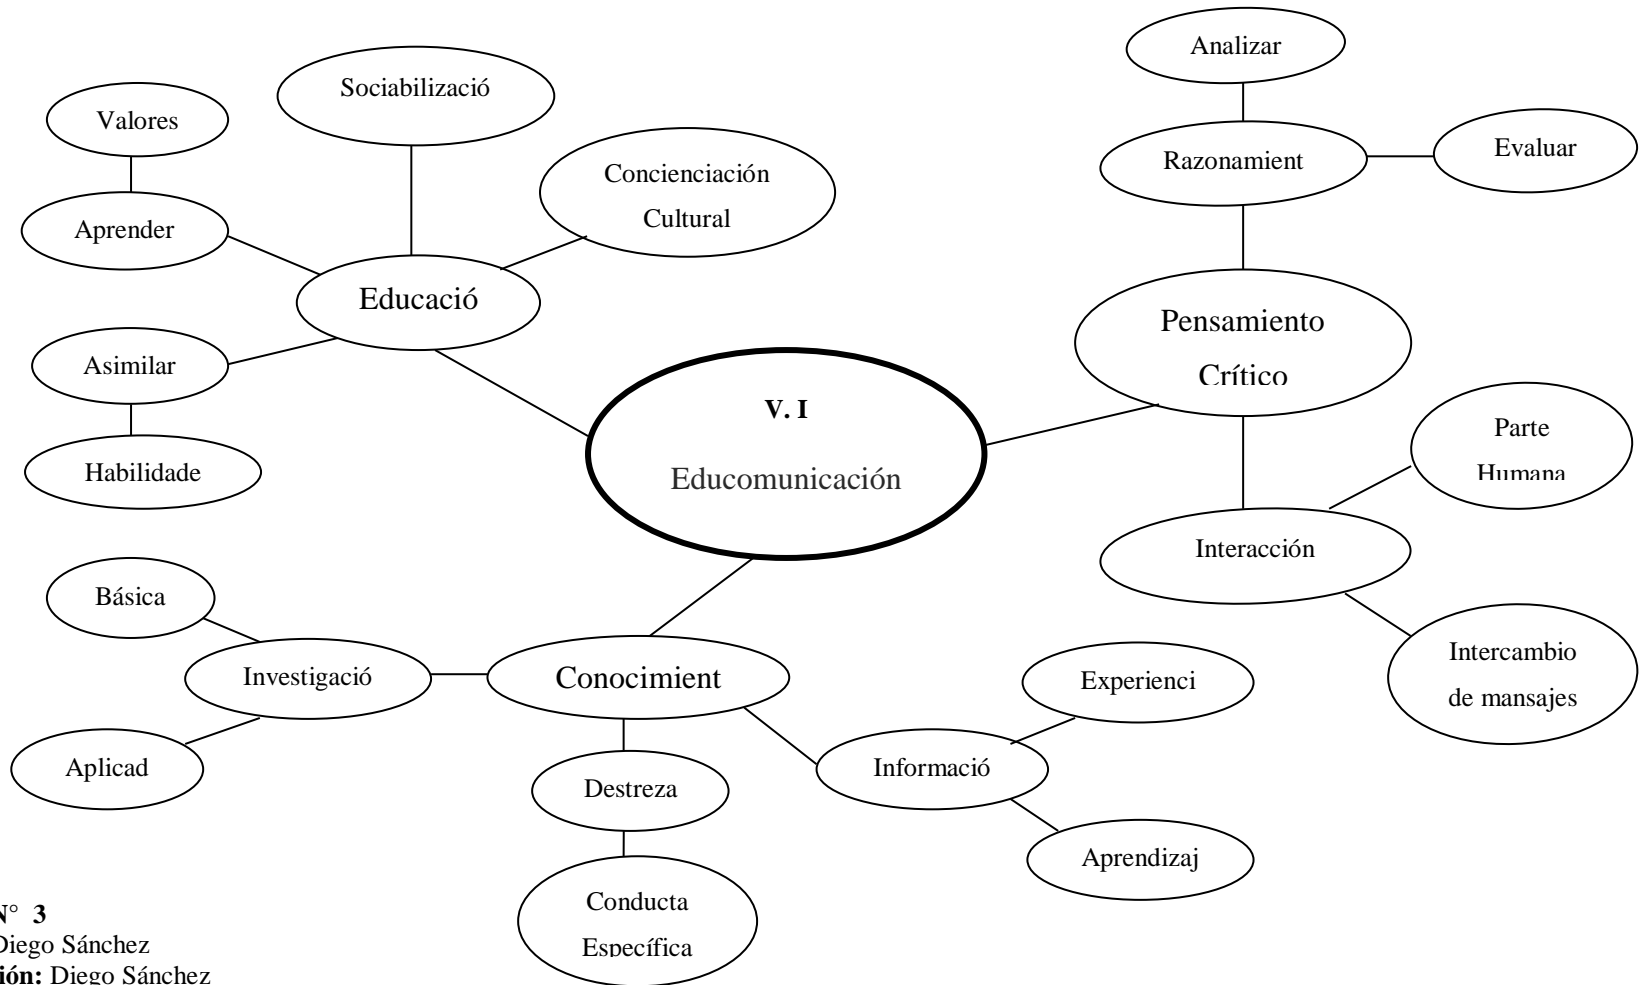 Analizar
Sociabilizació
Valores
Evaluar
Razonamient
Concienciación
Cultural
Aprender
Educació
Pensamiento
Crítico
Asimilar
V. I
Educomunicación
Parte
Humana
Habilidade
Interacción
Básica
Intercambio
de mansajes
Investigació
Conocimient
Experienci
Aplicad
Destreza
Informació
Aprendizaj
Conducta
Específica
N° 3
Diego Sánchez
ión: Diego Sánchez